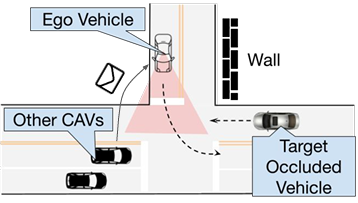 Ego Vehicle
Wall
Other CAVs
Target
Occluded
Vehicle